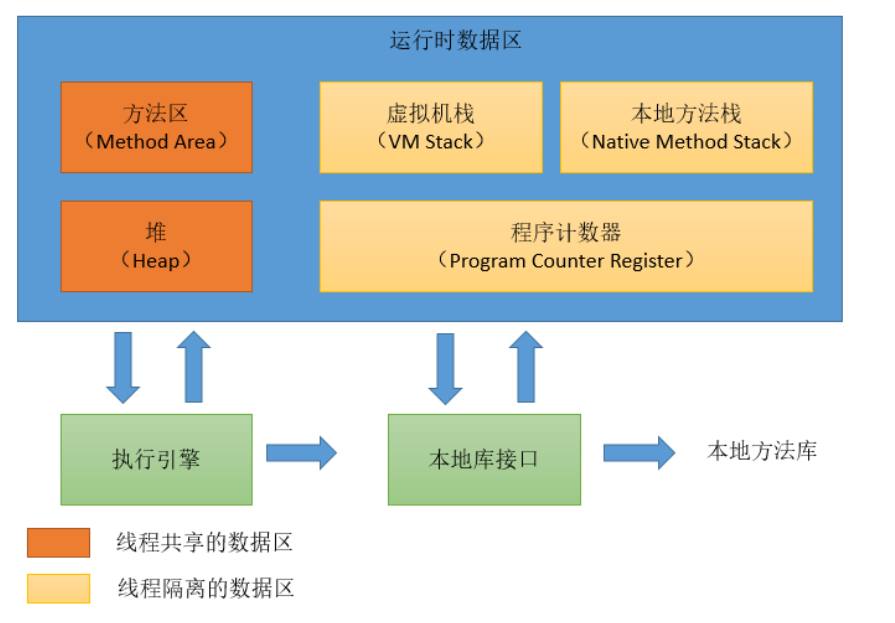 运行时数据区
方法区
（Method Area）
虚拟机栈
（VM Stack）
本地方法栈
（Native Method Stack）
堆
（Heap）
程序计数器
（Program Counter Register）
执行引擎
本地库接口
本地方法库
线程共享的数据区
线程隔离的数据区